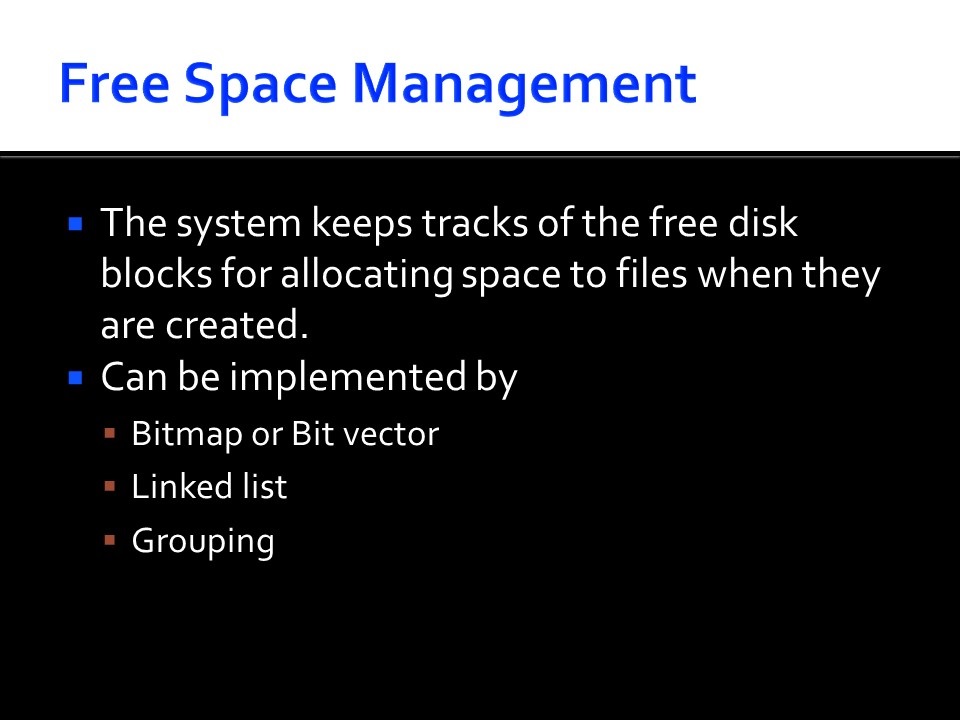 Free Space Management
The system keeps tracks of the free disk
blocks for allocating space to files when they
are created.
Can be implemented by
Bitmap or Bit vector
Linked list
Grouping